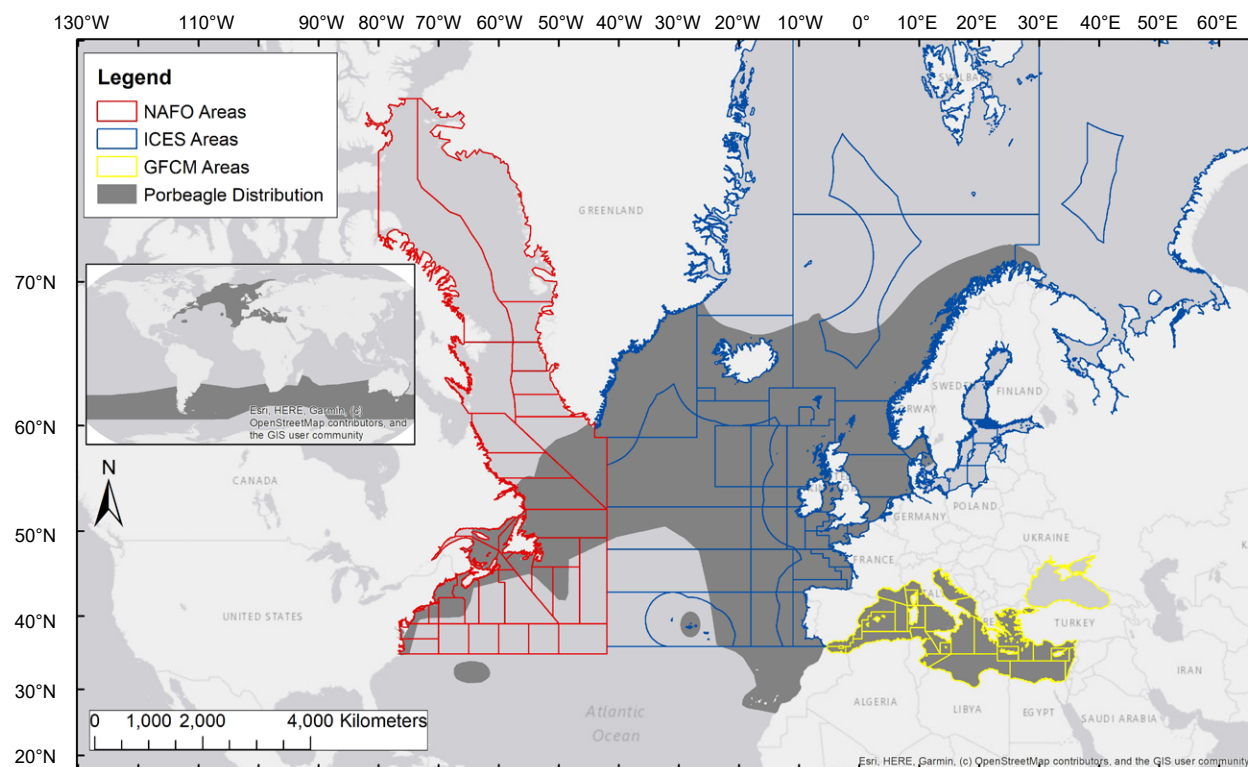 130°W 110°W 90°W 80°W 70°W 60°W 50°W 40°W 30°W 20°W 10°W 0° 10°E 20°E 30°E 40°E 50°E 60°E
Legend
NAFO Areas
ICES Areas
GFCM Areas
Porbeagle Distribution
SVALBARD
GREENLAND
70°N
Esri, HERE, Garmin, (c)
OpenStreetMap contributors, and
the GIS user community
SWEDEN
FINLAND
NORWAY
60°N
N
CANADA
50°N
GERMANY
POLAND
UKRAINE
FRANCE
UNITED STATES
40°N
TURKEY
IRAN
30°N
ALGERIA
LIBYA
EGYPT
SAUDI ARABIA
Atlantic
Ocean
0 1,000 2,000 4,000 Kilometers
20°N
Esri, HERE, Garmin, (c) OpenStreetMap contributors, and the GIS user community